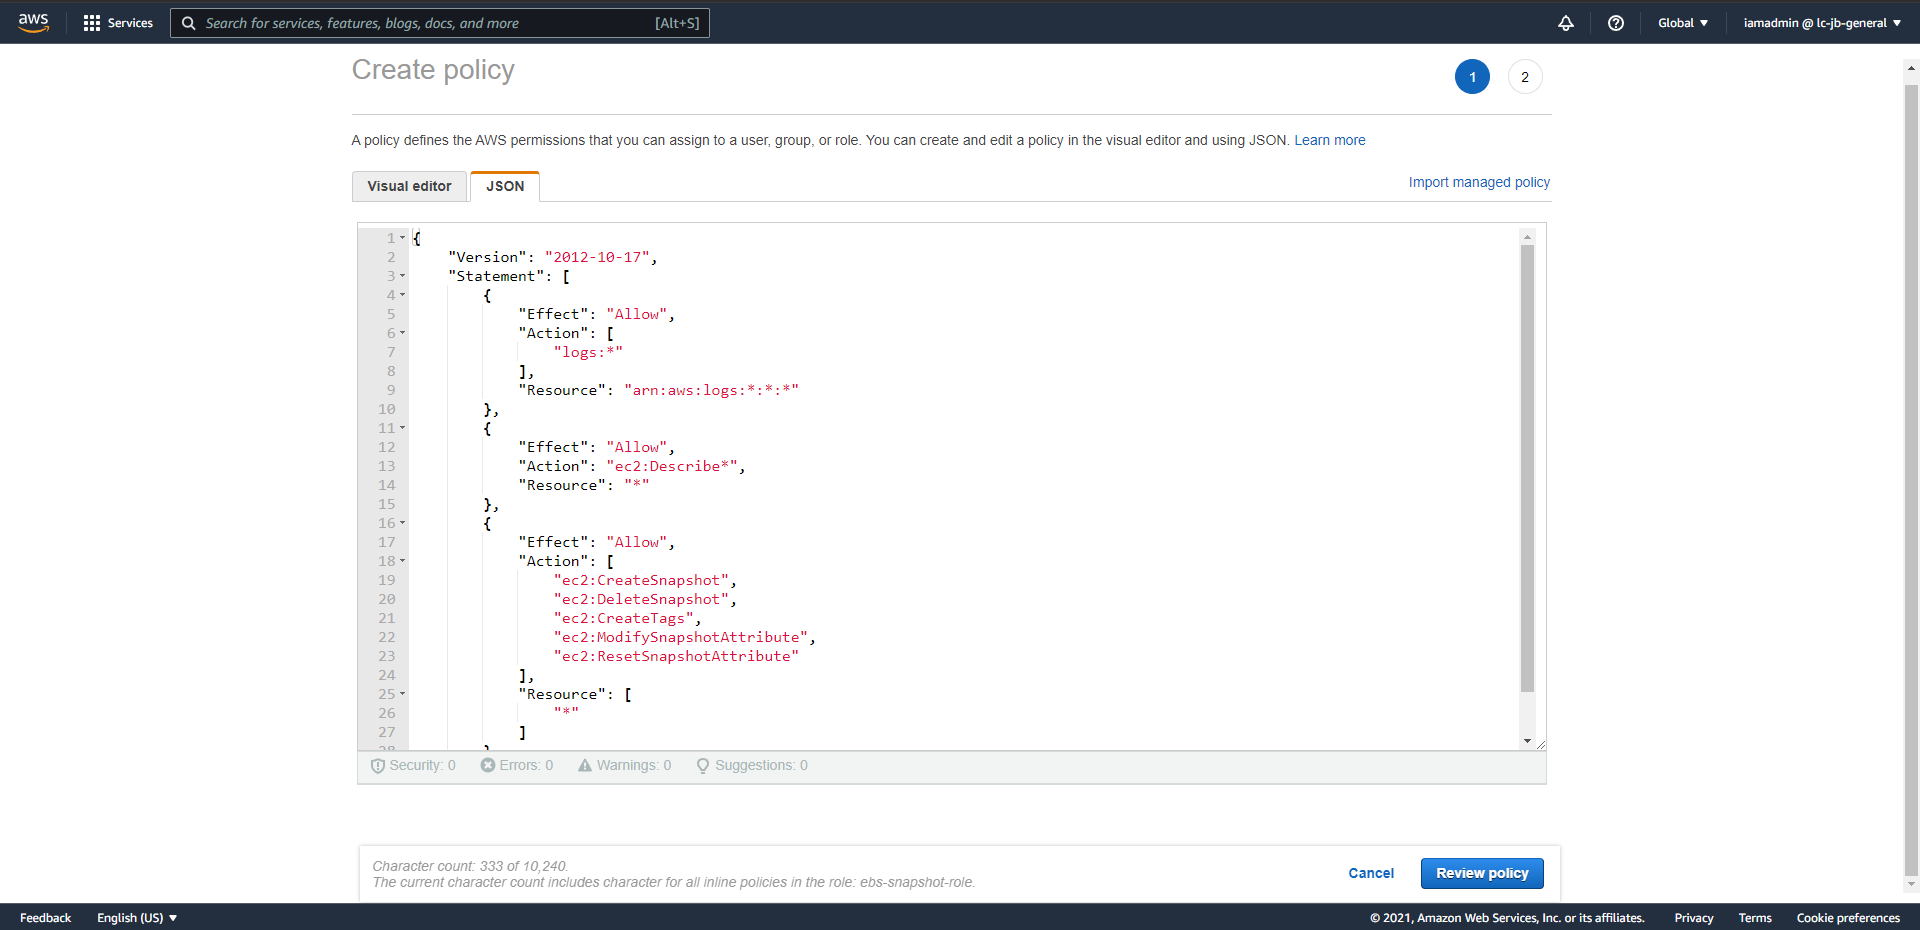 aws Services Search for services, features, blogs, docs, and more [Alt+S] Global ▼ iamadmin @ lc-jb-general ▼
Create policy 1 2
A policy defines the AWS permissions that you can assign to a user, group, or role. You can create and edit a policy in the visual editor and using JSON. Learn more
Visual editor JSON Import managed policy
1 {
2 "Version": "2012-10-17",
3 "Statement": [
4 {
5 "Effect": "Allow",
6 "Action": [
7 "logs:*"
8 ],
9 "Resource": "arn:aws:logs:*:*:*"
10 },
11 {
12 "Effect": "Allow",
13 "Action": "ec2:Describe*",
14 "Resource": "*"
15 },
16 {
17 "Effect": "Allow",
18 "Action": [
19 "ec2:CreateSnapshot",
20 "ec2:DeleteSnapshot",
21 "ec2:CreateTags",
22 "ec2:ModifySnapshotAttribute",
23 "ec2:ResetSnapshotAttribute"
24 ],
25 "Resource": [
26 "*"
27 ]
28 }
Security: 0 Errors: 0 Warnings: 0 Suggestions: 0
Character count: 333 of 10,240.
The current character count includes character for all inline policies in the role: ebs-snapshot-role.
Cancel Review policy
Feedback English (US) ▼ © 2021, Amazon Web Services, Inc. or its affiliates. Privacy Terms Cookie preferences